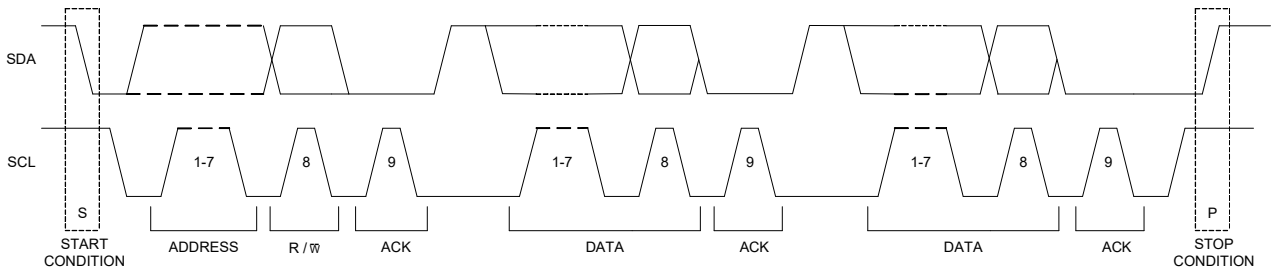 SDA
SCL
1-7
8
9
1-7
8
9
1-7
8
9
S
P
START
CONDITION
ADDRESS
R / W̅
ACK
DATA
ACK
DATA
ACK
STOP
CONDITION